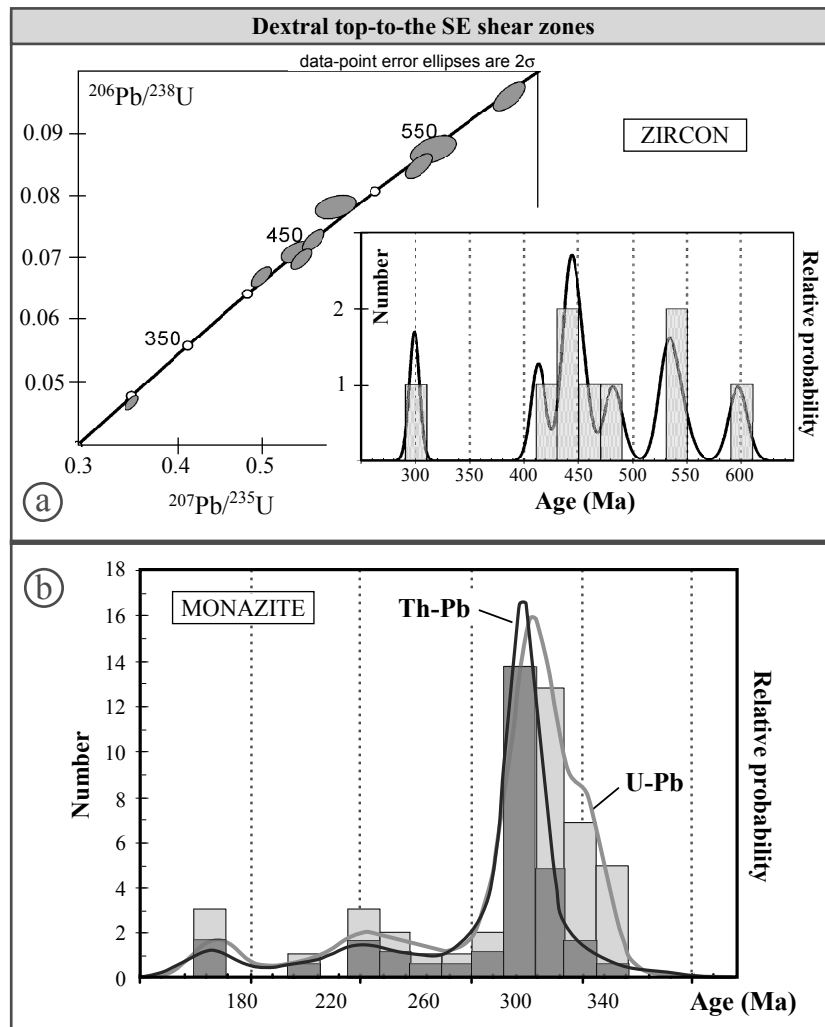 Dextral top-to-the SE shear zones
data-point error ellipses are 2σ
206Pb/238U
ZIRCON
0.09
0.08
0.07
0.06
0.05
550
450
350
0.3 0.4 0.5
207Pb/235U
Number
Relative probability
2
1
300 350 400 450 500 550 600
Age (Ma)
a
b
MONAZITE
Th-Pb
U-Pb
Number
Relative probability
18
16
14
12
10
8
6
4
2
0
180 220 260 300 340 Age (Ma)